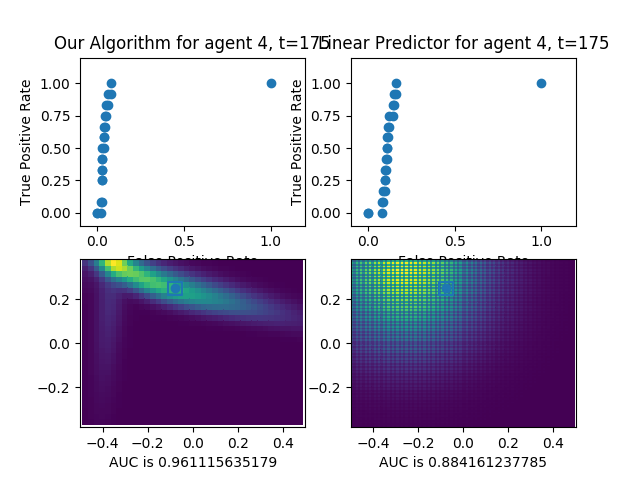 Our Algorithm for agent 4, t=175
Linear Predictor for agent 4, t=175
True Positive Rate
1.00
0.75
0.50
0.25
0.00
0.0 0.5 1.0
False Positive Rate
True Positive Rate
1.00
0.75
0.50
0.25
0.00
0.0 0.5 1.0
False Positive Rate
0.2
0.0
−0.2
−0.4 −0.2 0.0 0.2 0.4
AUC is 0.961115635179
0.2
0.0
−0.2
−0.4 −0.2 0.0 0.2 0.4
AUC is 0.884161237785